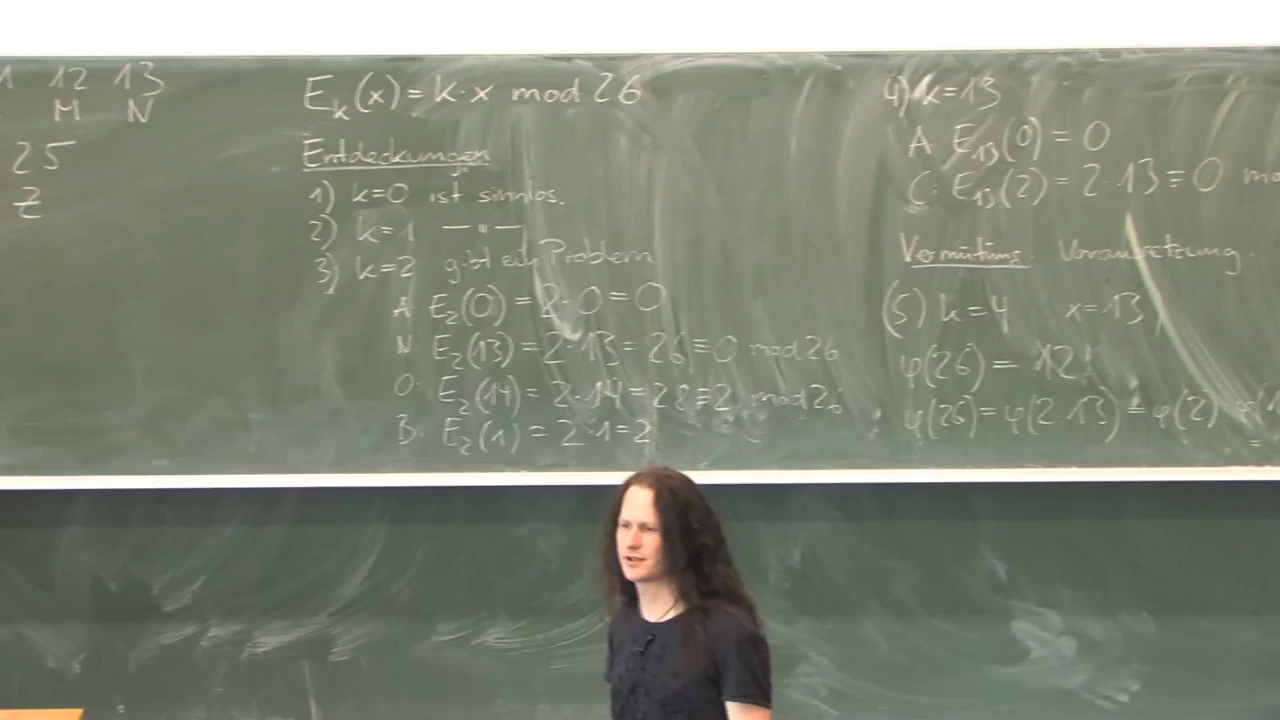 12 13
M N
25
Z
E_k(x) = k·x mod 26
Entdeckungen
1) k=0 ist sinnlos.
2) k=1 — " —
3) k=2 gibt ein Problem
A: E_2(0) = 2·0 = 0
N: E_2(13) = 2·13 = 26 ≡ 0 mod 26
O: E_2(14) = 2·14 = 28 ≡ 2 mod 26
B: E_2(1) = 2·1 = 2
4) k=13
A: E_13(0) = 0
C: E_13(2) = 2·13 ≡ 0
Vermutung: Voraussetzung.
(5) k=4 x=13
φ(26) = 12
φ(26) = φ(2·13) = φ(2)